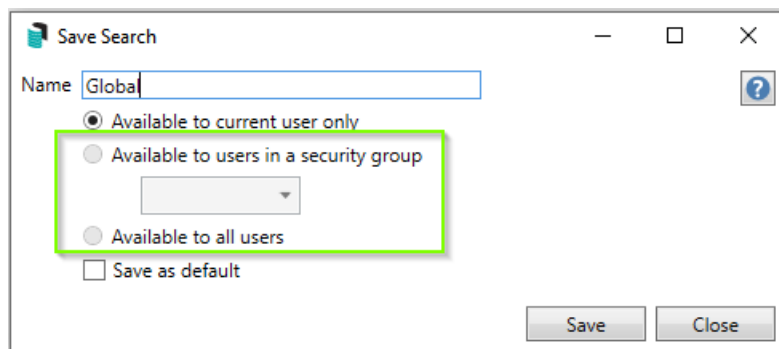 Save Search
Name Global
Available to current user only
Available to users in a security group
Available to all users
Save as default
Save Close